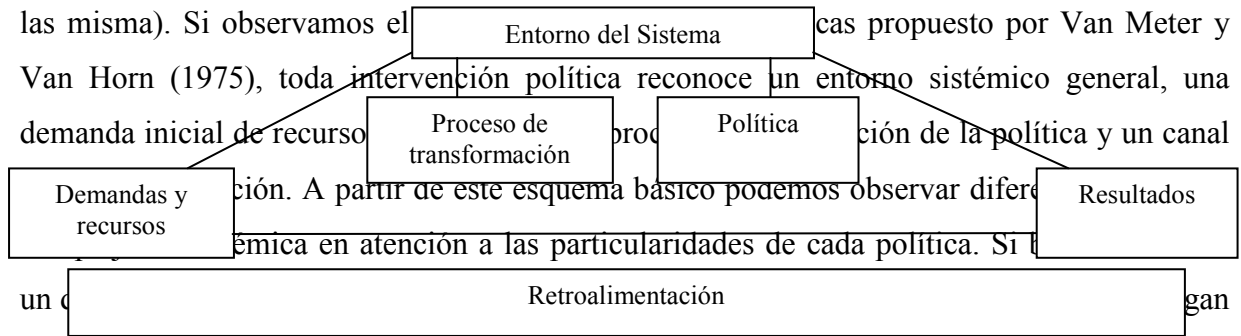 las misma). Si observamos el Entorno del Sistema cas propuesto por Van Meter y
Van Horn (1975), toda intervención política reconoce un entorno sistémico general, una
demanda inicial de Proceso de transformación Política ción de la política y un canal
Demandas y recursos ción. A partir de este esquema básico podemos observar Resultados
émica en atención a las particularidades de cada política. Si
un Retroalimentación gan